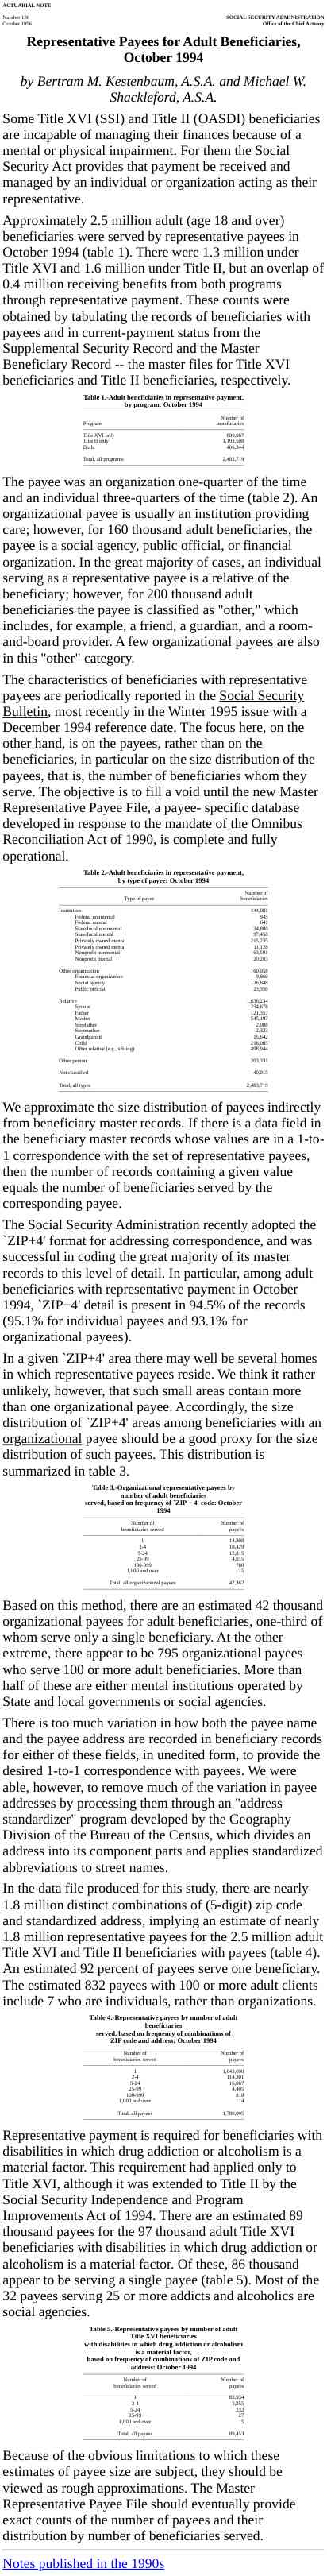 ACTUARIAL NOTE
Number 136
October 1996
SOCIAL SECURITY ADMINISTRATION
Office of the Chief Actuary
Representative Payees for Adult Beneficiaries,
October 1994
by Bertram M. Kestenbaum, A.S.A. and Michael W.
Shackleford, A.S.A.
Some Title XVI (SSI) and Title II (OASDI) beneficiaries
are incapable of managing their finances because of a
mental or physical impairment. For them the Social
Security Act provides that payment be received and
managed by an individual or organization acting as their
representative.
Approximately 2.5 million adult (age 18 and over)
beneficiaries were served by representative payees in
October 1994 (table 1). There were 1.3 million under
Title XVI and 1.6 million under Title II, but an overlap of
0.4 million receiving benefits from both programs
through representative payment. These counts were
obtained by tabulating the records of beneficiaries with
payees and in current-payment status from the
Supplemental Security Record and the Master
Beneficiary Record -- the master files for Title XVI
beneficiaries and Title II beneficiaries, respectively.
Table 1.-Adult beneficiaries in representative payment,
by program: October 1994
Program
Number of
beneficiaries
Title XVI only 883,867
Title II only 1,193,508
Both 406,344
Total, all programs 2,483,719
The payee was an organization one-quarter of the time
and an individual three-quarters of the time (table 2). An
organizational payee is usually an institution providing
care; however, for 160 thousand adult beneficiaries, the
payee is a social agency, public official, or financial
organization. In the great majority of cases, an individual
serving as a representative payee is a relative of the
beneficiary; however, for 200 thousand adult
beneficiaries the payee is classified as "other," which
includes, for example, a friend, a guardian, and a room-
and-board provider. A few organizational payees are also
in this "other" category.
The characteristics of beneficiaries with representative
payees are periodically reported in the Social Security
Bulletin, most recently in the Winter 1995 issue with a
December 1994 reference date. The focus here, on the
other hand, is on the payees, rather than on the
beneficiaries, in particular on the size distribution of the
payees, that is, the number of beneficiaries whom they
serve. The objective is to fill a void until the new Master
Representative Payee File, a payee- specific database
developed in response to the mandate of the Omnibus
Reconciliation Act of 1990, is complete and fully
operational.
Table 2.-Adult beneficiaries in representative payment,
by type of payee: October 1994
Type of payee
Number of
beneficiaries
Institution 444,081
Federal nonmental 945
Federal mental 641
State/local nonmental 34,800
State/local mental 97,458
Privately owned nonmental 215,235
Privately owned mental 11,128
Nonprofit nonmental 63,591
Nonprofit mental 20,283
Other organization 160,058
Financial organization 9,860
Social agency 126,848
Public official 23,350
Relative 1,636,234
Spouse 234,678
Father 121,357
Mother 545,197
Stepfather 2,088
Stepmother 2,323
Grandparent 15,642
Child 216,005
Other relative (e.g., sibling) 498,944
Other person 203,331
Not classified 40,015
Total, all types 2,483,719
We approximate the size distribution of payees indirectly
from beneficiary master records. If there is a data field in
the beneficiary master records whose values are in a 1-to-
1 correspondence with the set of representative payees,
then the number of records containing a given value
equals the number of beneficiaries served by the
corresponding payee.
The Social Security Administration recently adopted the
`ZIP+4' format for addressing correspondence, and was
successful in coding the great majority of its master
records to this level of detail. In particular, among adult
beneficiaries with representative payment in October
1994, `ZIP+4' detail is present in 94.5% of the records
(95.1% for individual payees and 93.1% for
organizational payees).
In a given `ZIP+4' area there may well be several homes
in which representative payees reside. We think it rather
unlikely, however, that such small areas contain more
than one organizational payee. Accordingly, the size
distribution of `ZIP+4' areas among beneficiaries with an
organizational payee should be a good proxy for the size
distribution of such payees. This distribution is
summarized in table 3.
Table 3.-Organizational representative payees by
number of adult beneficiaries
served, based on frequency of `ZIP + 4' code: October
1994
Number of
beneficiaries served
Number of
payees
1 14,308
2-4 10,429
5-24 12,815
25-99 4,015
100-999 780
1,000 and over 15
Total, all organizational payees 42,362
Based on this method, there are an estimated 42 thousand
organizational payees for adult beneficiaries, one-third of
whom serve only a single beneficiary. At the other
extreme, there appear to be 795 organizational payees
who serve 100 or more adult beneficiaries. More than
half of these are either mental institutions operated by
State and local governments or social agencies.
There is too much variation in how both the payee name
and the payee address are recorded in beneficiary records
for either of these fields, in unedited form, to provide the
desired 1-to-1 correspondence with payees. We were
able, however, to remove much of the variation in payee
addresses by processing them through an "address
standardizer" program developed by the Geography
Division of the Bureau of the Census, which divides an
address into its component parts and applies standardized
abbreviations to street names.
In the data file produced for this study, there are nearly
1.8 million distinct combinations of (5-digit) zip code
and standardized address, implying an estimate of nearly
1.8 million representative payees for the 2.5 million adult
Title XVI and Title II beneficiaries with payees (table 4).
An estimated 92 percent of payees serve one beneficiary.
The estimated 832 payees with 100 or more adult clients
include 7 who are individuals, rather than organizations.
Table 4.-Representative payees by number of adult
beneficiaries
served, based on frequency of combinations of
ZIP code and address: October 1994
Number of
beneficiaries served
Number of
payees
1 1,643,690
2-4 114,301
5-24 16,867
25-99 4,405
100-999 818
1,000 and over 14
Total, all payees 1,780,095
Representative payment is required for beneficiaries with
disabilities in which drug addiction or alcoholism is a
material factor. This requirement had applied only to
Title XVI, although it was extended to Title II by the
Social Security Independence and Program
Improvements Act of 1994. There are an estimated 89
thousand payees for the 97 thousand adult Title XVI
beneficiaries with disabilities in which drug addiction or
alcoholism is a material factor. Of these, 86 thousand
appear to be serving a single payee (table 5). Most of the
32 payees serving 25 or more addicts and alcoholics are
social agencies.
Table 5.-Representative payees by number of adult
Title XVI beneficiaries
with disabilities in which drug addiction or alcoholism
is a material factor,
based on frequency of combinations of ZIP code and
address: October 1994
Number of
beneficiaries served
Number of
payees
1 85,934
2-4 3,255
5-24 232
25-99 27
1,000 and over 5
Total, all payees 89,453
Because of the obvious limitations to which these
estimates of payee size are subject, they should be
viewed as rough approximations. The Master
Representative Payee File should eventually provide
exact counts of the number of payees and their
distribution by number of beneficiaries served.
Notes published in the 1990s